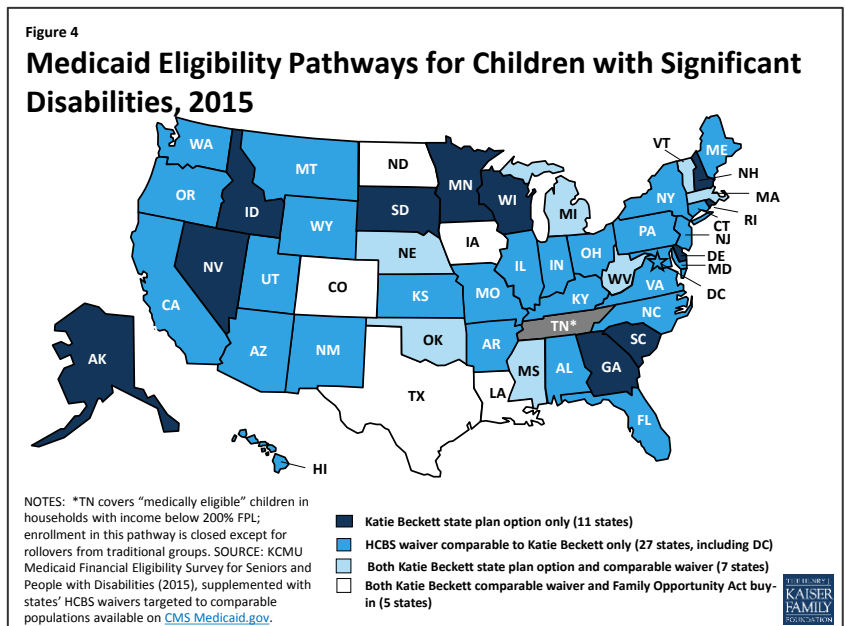 Figure 4
Medicaid Eligibility Pathways for Children with Significant
Disabilities, 2015
WA
MT
ND
MN
VT
ME
NH
MA
RI
CT
NJ
DE
MD
DC
OR
ID
SD
WI
MI
NY
WY
IA
PA
NV
NE
IL
IN
OH
WV
VA
UT
CO
KS
MO
KY
NC
CA
TN*
SC
AZ
NM
OK
AR
MS
AL
GA
AK
TX
LA
FL
HI
NOTES: *TN covers “medically eligible” children in
households with income below 200% FPL;
enrollment in this pathway is closed except for
rollovers from traditional groups. SOURCE: KCMU
Medicaid Financial Eligibility Survey for Seniors and
People with Disabilities (2015), supplemented with
states’ HCBS waivers targeted to comparable
populations available on CMS Medicaid.gov.
Katie Beckett state plan option only (11 states)
HCBS waiver comparable to Katie Beckett only (27 states, including DC)
Both Katie Beckett state plan option and comparable waiver (7 states)
Both Katie Beckett comparable waiver and Family Opportunity Act buy-
in (5 states)
THE HENRY J.
KAISER
FAMILY
FOUNDATION